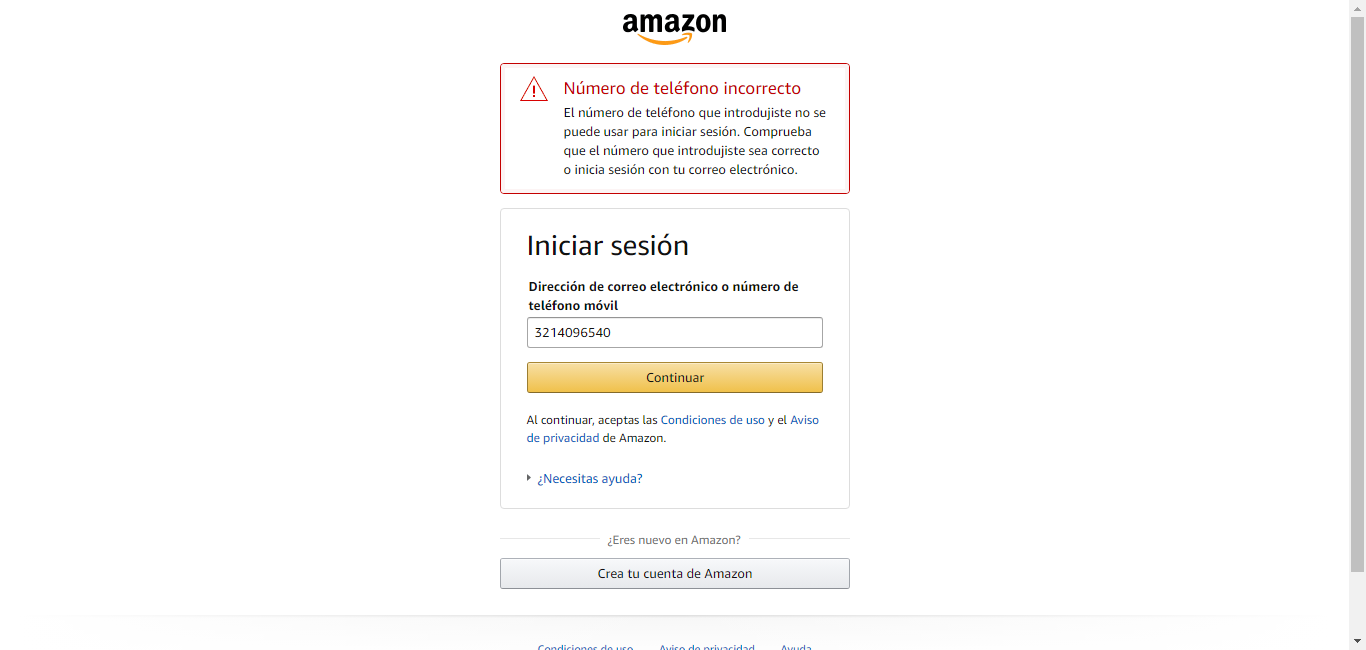 amazon
Número de teléfono incorrecto
El número de teléfono que introdujiste no se
puede usar para iniciar sesión. Comprueba
que el número que introdujiste sea correcto
o inicia sesión con tu correo electrónico.
Iniciar sesión
Dirección de correo electrónico o número de
teléfono móvil
3214096540
Continuar
Al continuar, aceptas las Condiciones de uso y el Aviso
de privacidad de Amazon.
¿Necesitas ayuda?
¿Eres nuevo en Amazon?
Crea tu cuenta de Amazon
Condiciones de uso Aviso de privacidad Ayuda